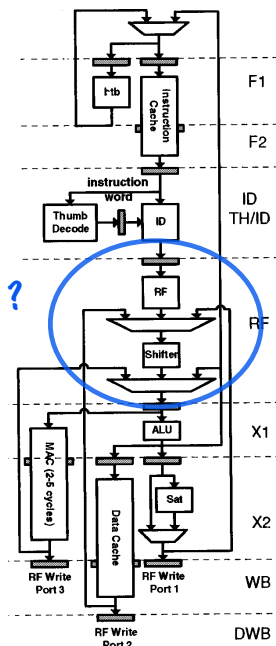 F1
btb
Instruction
Cache
F2
instruction
word
ID
TH/ID
Thumb
Decode
ID
?
RF
RF
Shifter
ALU
X1
MAC (2-5
cycles)
Data Cache
Sat
X2
RF Write
Port 3
RF Write
Port 1
WB
RF Write
Port 2
DWB